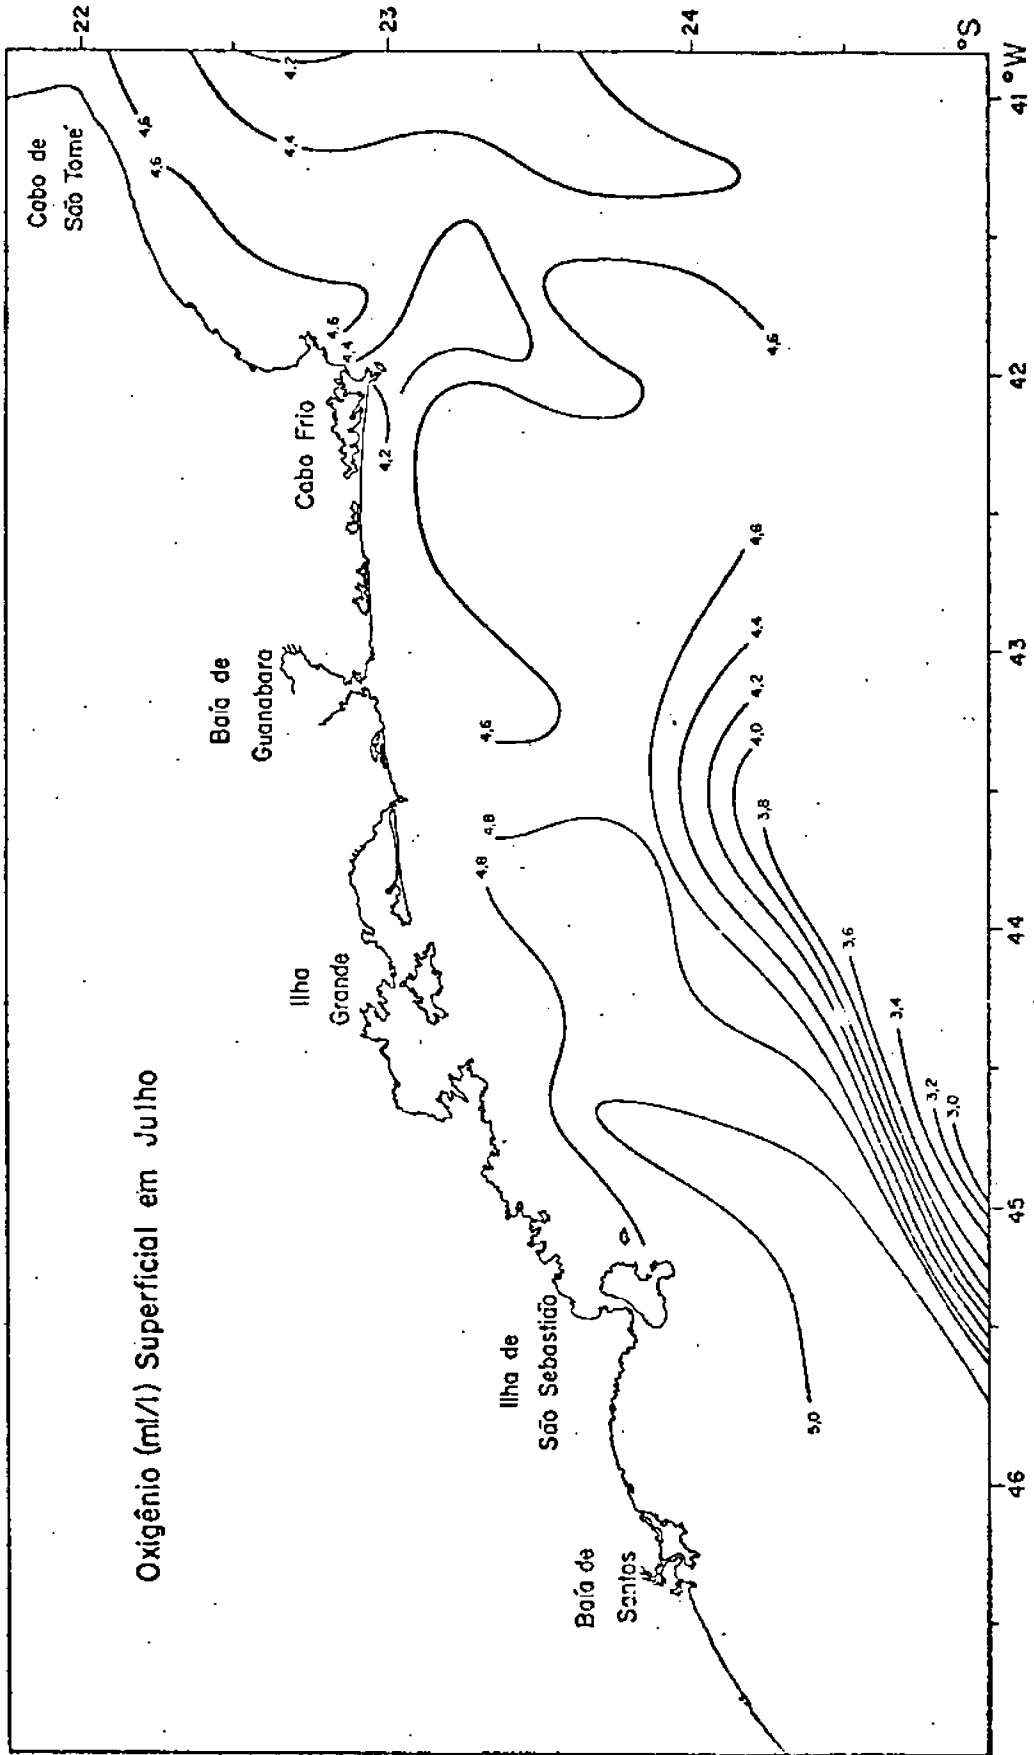 Oxigênio (ml/l) Superficial em Julho
Cabo de
São Tomé
Cabo Frio
Baía de
Guanabara
Ilha
Grande
Ilha de
São Sebastião
Baía de
Santos
22
23
24
°S
°W
41
42
43
44
45
46
4,2
4,6
4,4
4,6
4,6
4,4
4,2
4,6
4,6
4,6
4,4
4,2
4,0
3,8
3,6
3,4
3,2
3,0
4,8
4,8
5,0